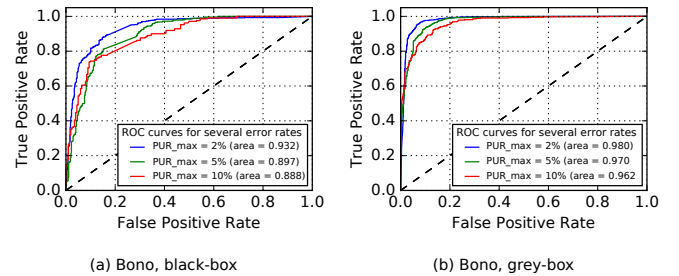 True Positive Rate
1.0
0.8
0.6
0.4
0.2
0.0
ROC curves for several error rates
PUR_max = 2% (area = 0.932)
PUR_max = 5% (area = 0.897)
PUR_max = 10% (area = 0.888)
0.0 0.2 0.4 0.6 0.8 1.0
False Positive Rate
(a) Bono, black-box
True Positive Rate
1.0
0.8
0.6
0.4
0.2
0.0
ROC curves for several error rates
PUR_max = 2% (area = 0.980)
PUR_max = 5% (area = 0.970
PUR_max = 10% (area = 0.962
0.0 0.2 0.4 0.6 0.8 1.0
False Positive Rate
(b) Bono, grey-box